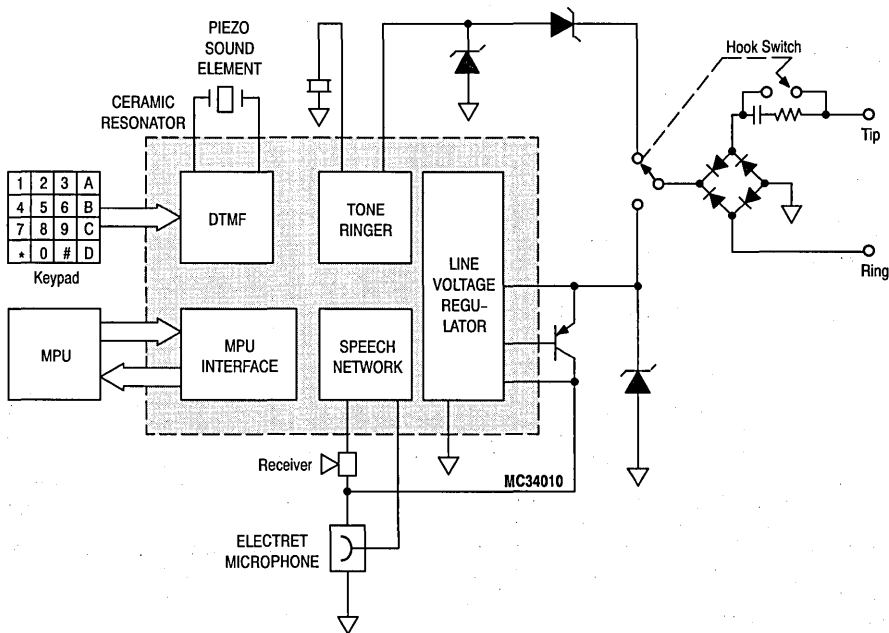 PIEZO
SOUND
ELEMENT
CERAMIC
RESONATOR
Hook Switch
Tip
Ring
1 2 3 A
4 5 6 B
7 8 9 C
* 0 # D
Keypad
DTMF
TONE
RINGER
LINE
VOLTAGE
REGU-
LATOR
MPU
MPU
INTERFACE
SPEECH
NETWORK
Receiver
MC34010
ELECTRET
MICROPHONE